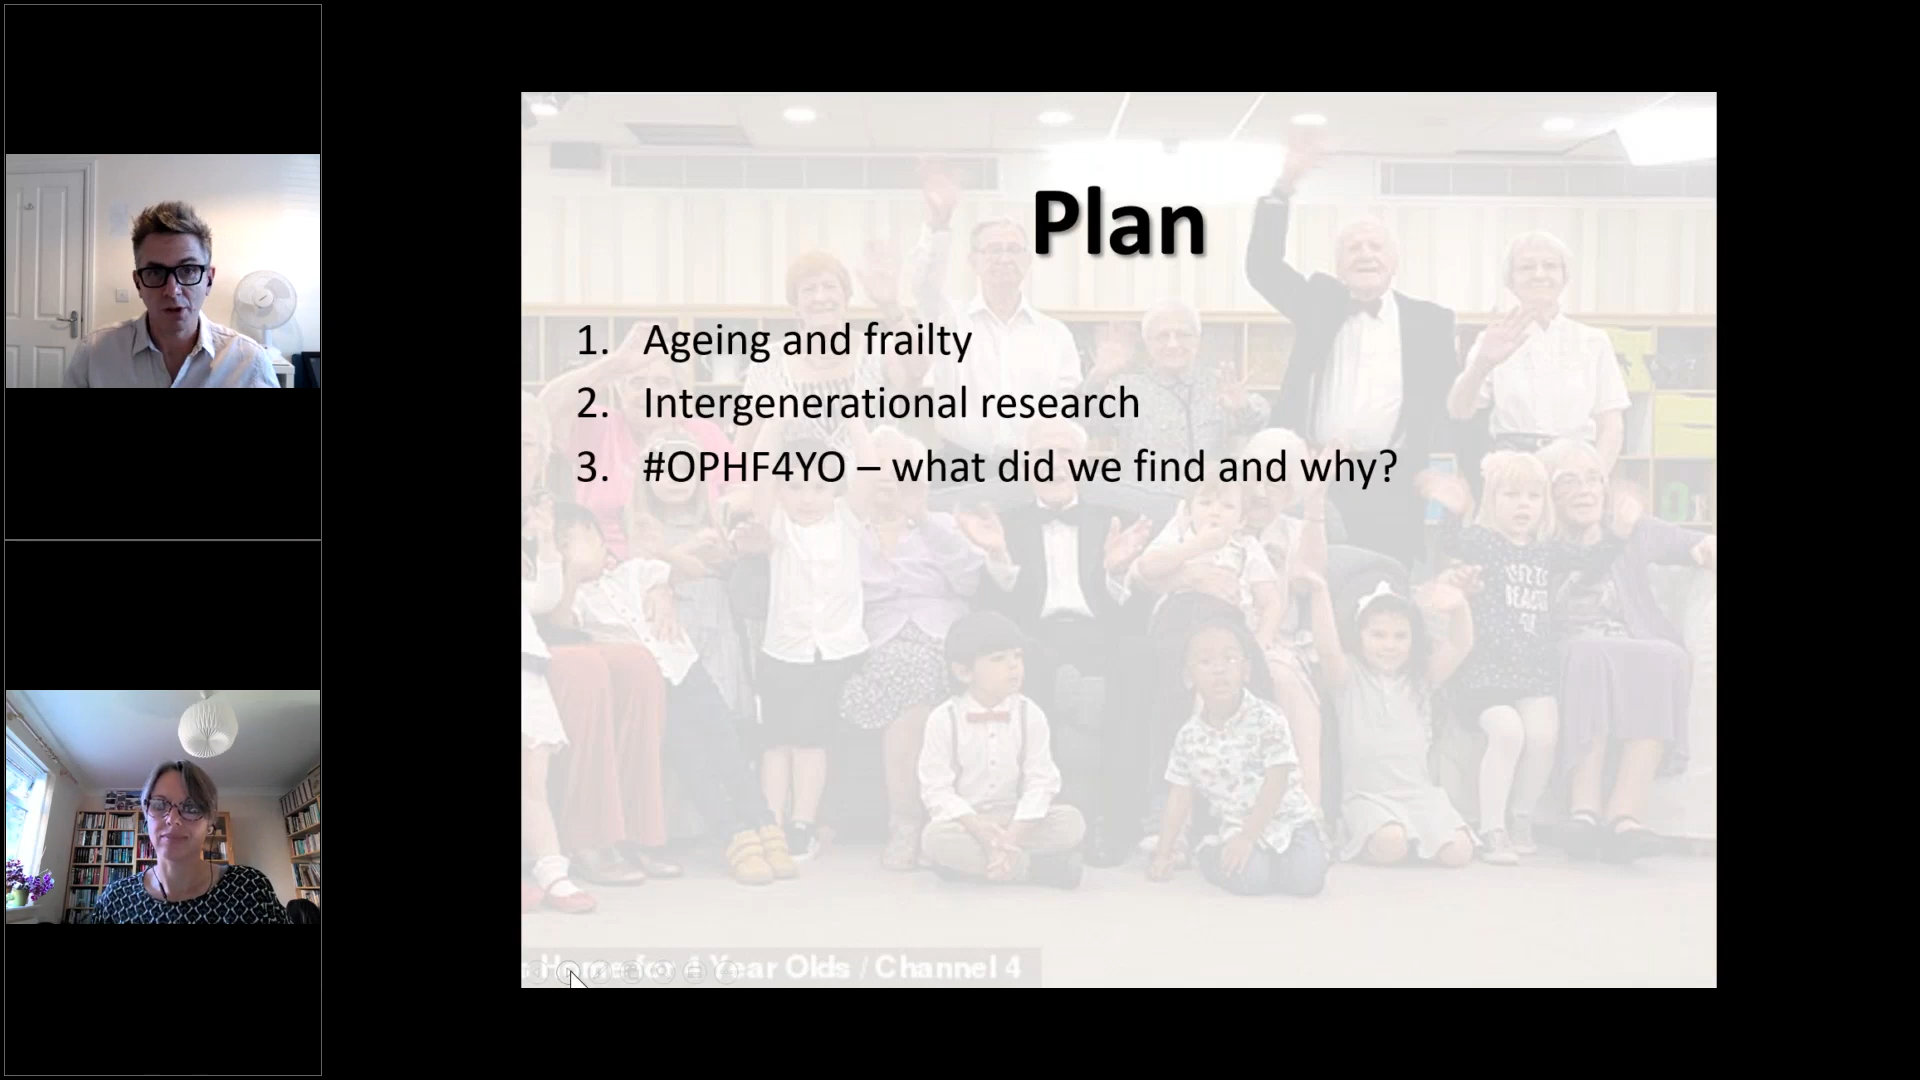 Plan
1. Ageing and frailty
2. Intergenerational research
3. #OPHF4YO – what did we find and why?
Year Olds / Channel 4